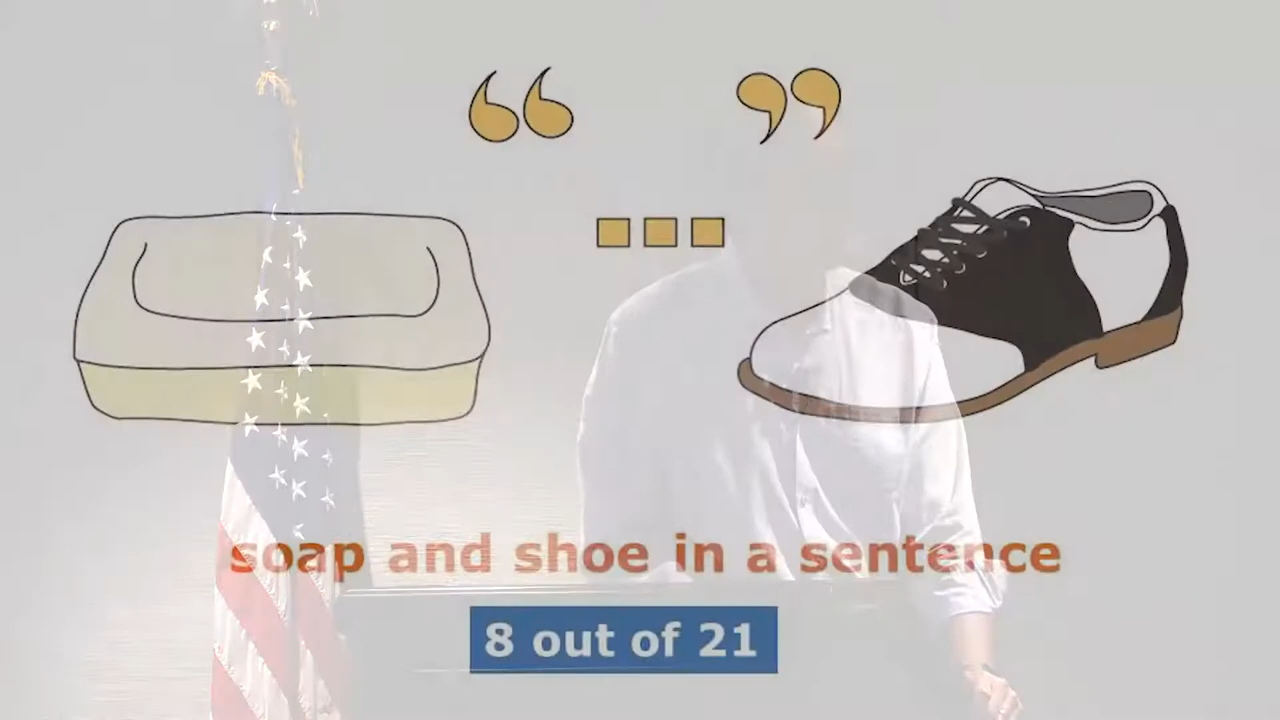 “ ”
soap and shoe in a sentence
8 out of 21